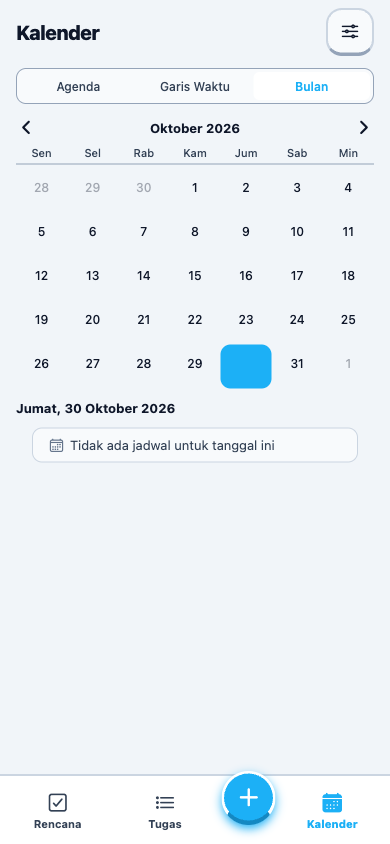 Kalender
Agenda Garis Waktu Bulan
Oktober 2026
Sen Sel Rab Kam Jum Sab Min
28 29 30 1 2 3 4
5 6 7 8 9 10 11
12 13 14 15 16 17 18
19 20 21 22 23 24 25
26 27 28 29 31 1
Jumat, 30 Oktober 2026
Tidak ada jadwal untuk tanggal ini
Rencana Tugas Kalender